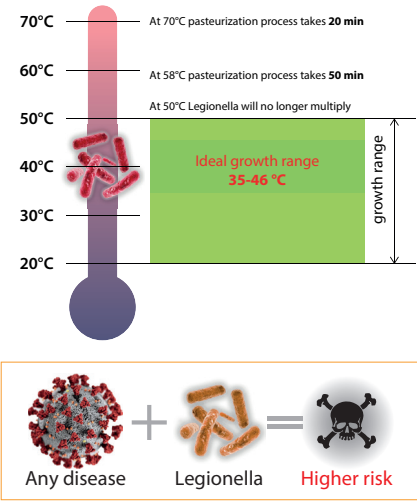 70°C
At 70°C pasteurization process takes 20 min
60°C
At 58°C pasteurization process takes 50 min
At 50°C Legionella will no longer multiply
50°C
40°C
Ideal growth range
35-46 °C
growth range
30°C
20°C
Any disease
Legionella
Higher risk